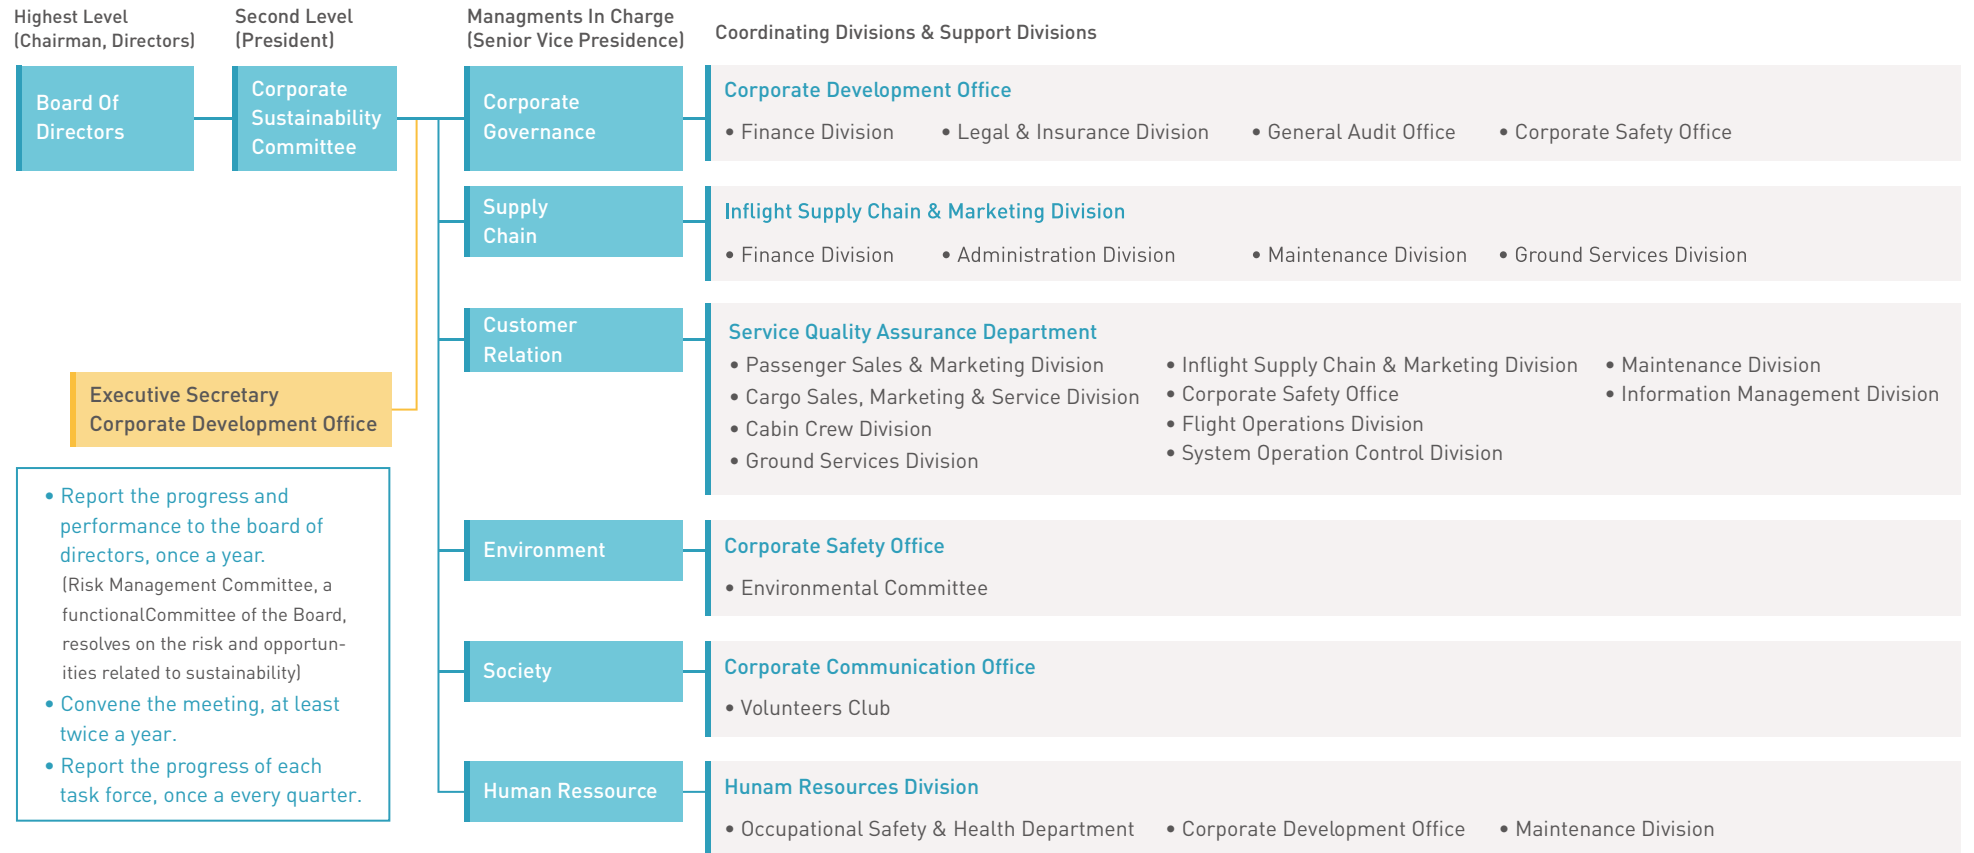 Highest Level
(Chairman, Directors)
Second Level
(President)
Managments In Charge
(Senior Vice Presidence)
Coordinating Divisions & Support Divisions
Board Of
Directors
Corporate
Sustainability
Committee
Corporate
Governance
Corporate Development Office
• Finance Division
• Legal & Insurance Division
• General Audit Office
• Corporate Safety Office
Supply
Chain
Inflight Supply Chain & Marketing Division
• Finance Division
• Administration Division
• Maintenance Division
• Ground Services Division
Customer
Relation
Service Quality Assurance Department
• Passenger Sales & Marketing Division
• Cargo Sales, Marketing & Service Division
• Cabin Crew Division
• Ground Services Division
• Inflight Supply Chain & Marketing Division
• Corporate Safety Office
• Flight Operations Division
• System Operation Control Division
• Maintenance Division
• Information Management Division
Executive Secretary
Corporate Development Office
• Report the progress and
performance to the board of
directors, once a year.
(Risk Management Committee, a
functionalCommittee of the Board,
resolves on the risk and opportun-
ities related to sustainability)
• Convene the meeting, at least
twice a year.
• Report the progress of each
task force, once a every quarter.
Environment
Corporate Safety Office
• Environmental Committee
Society
Corporate Communication Office
• Volunteers Club
Human Ressource
Hunam Resources Division
• Occupational Safety & Health Department
• Corporate Development Office
• Maintenance Division